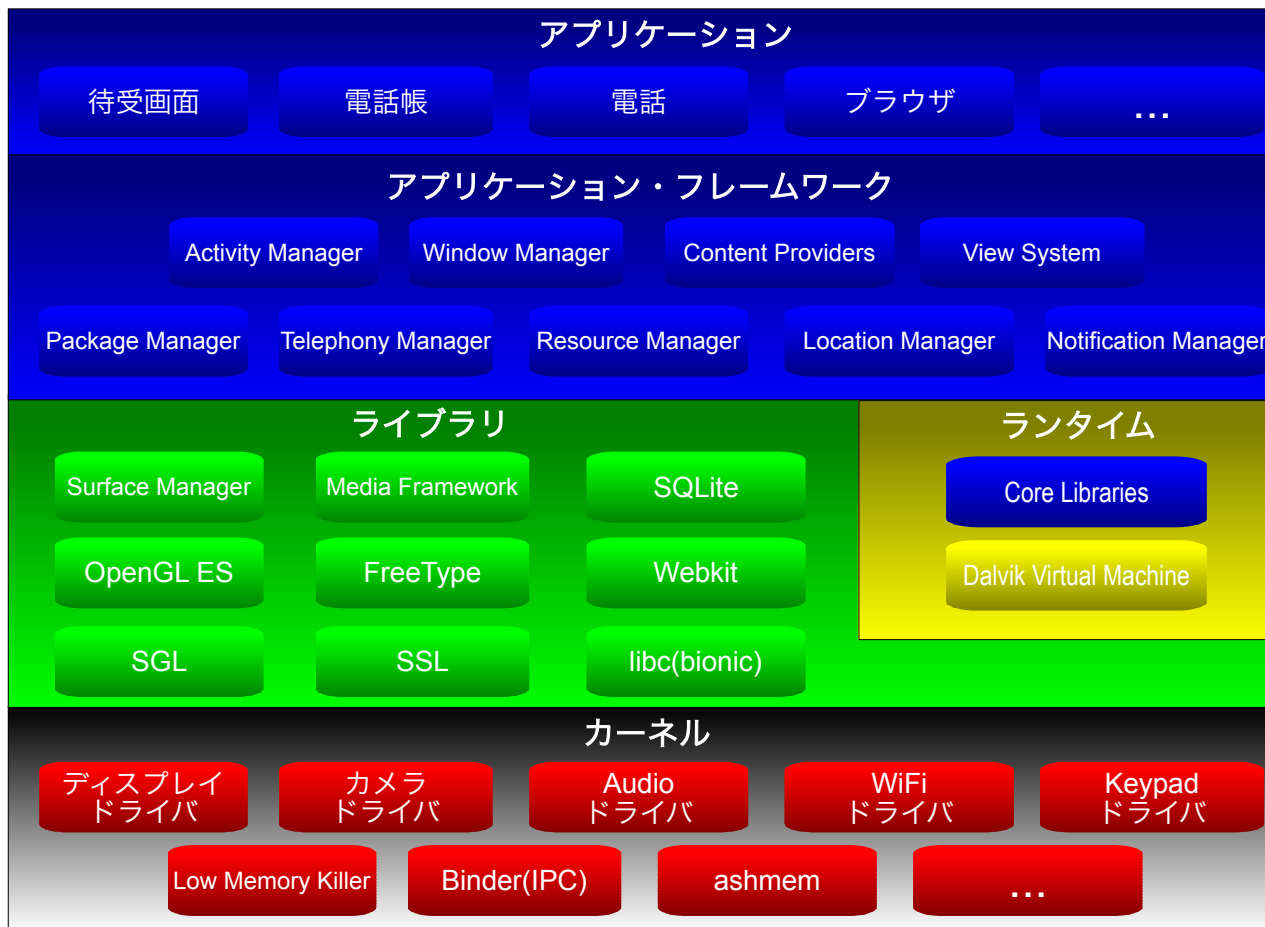 アプリケーション
待受画面
電話帳
電話
ブラウザ
...
アプリケーション・フレームワーク
Activity Manager
Window Manager
Content Providers
View System
Package Manager
Telephony Manager
Resource Manager
Location Manager
Notification Manager
ライブラリ
ランタイム
Surface Manager
Media Framework
SQLite
Core Libraries
OpenGL ES
FreeType
Webkit
Dalvik Virtual Machine
SGL
SSL
libc(bionic)
カーネル
ディスプレイ
ドライバ
カメラ
ドライバ
Audio
ドライバ
WiFi
ドライバ
Keypad
ドライバ
Low Memory Killer
Binder(IPC)
ashmem
...